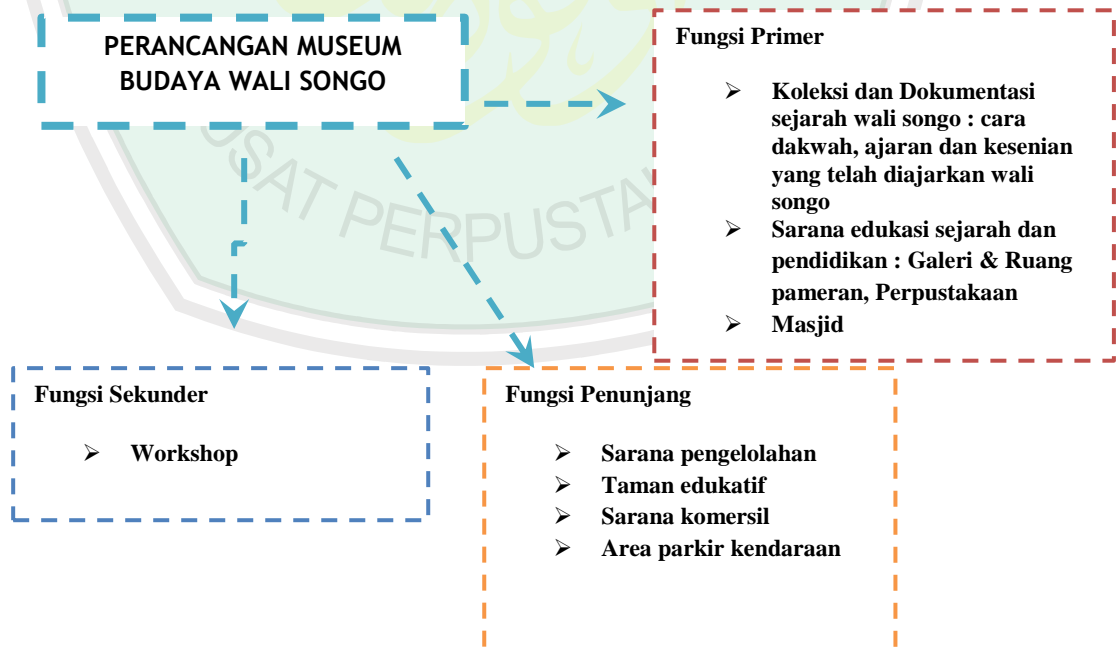 PERANCANGAN MUSEUM
BUDAYA WALI SONGO
Fungsi Primer
➢ Koleksi dan Dokumentasi
sejarah wali songo : cara
dakwah, ajaran dan kesenian
yang telah diajarkan wali
songo
➢ Sarana edukasi sejarah dan
pendidikan : Galeri & Ruang
pameran, Perpustakaan
➢ Masjid
Fungsi Sekunder
➢ Workshop
Fungsi Penunjang
➢ Sarana pengelolahan
➢ Taman edukatif
➢ Sarana komersil
➢ Area parkir kendaraan